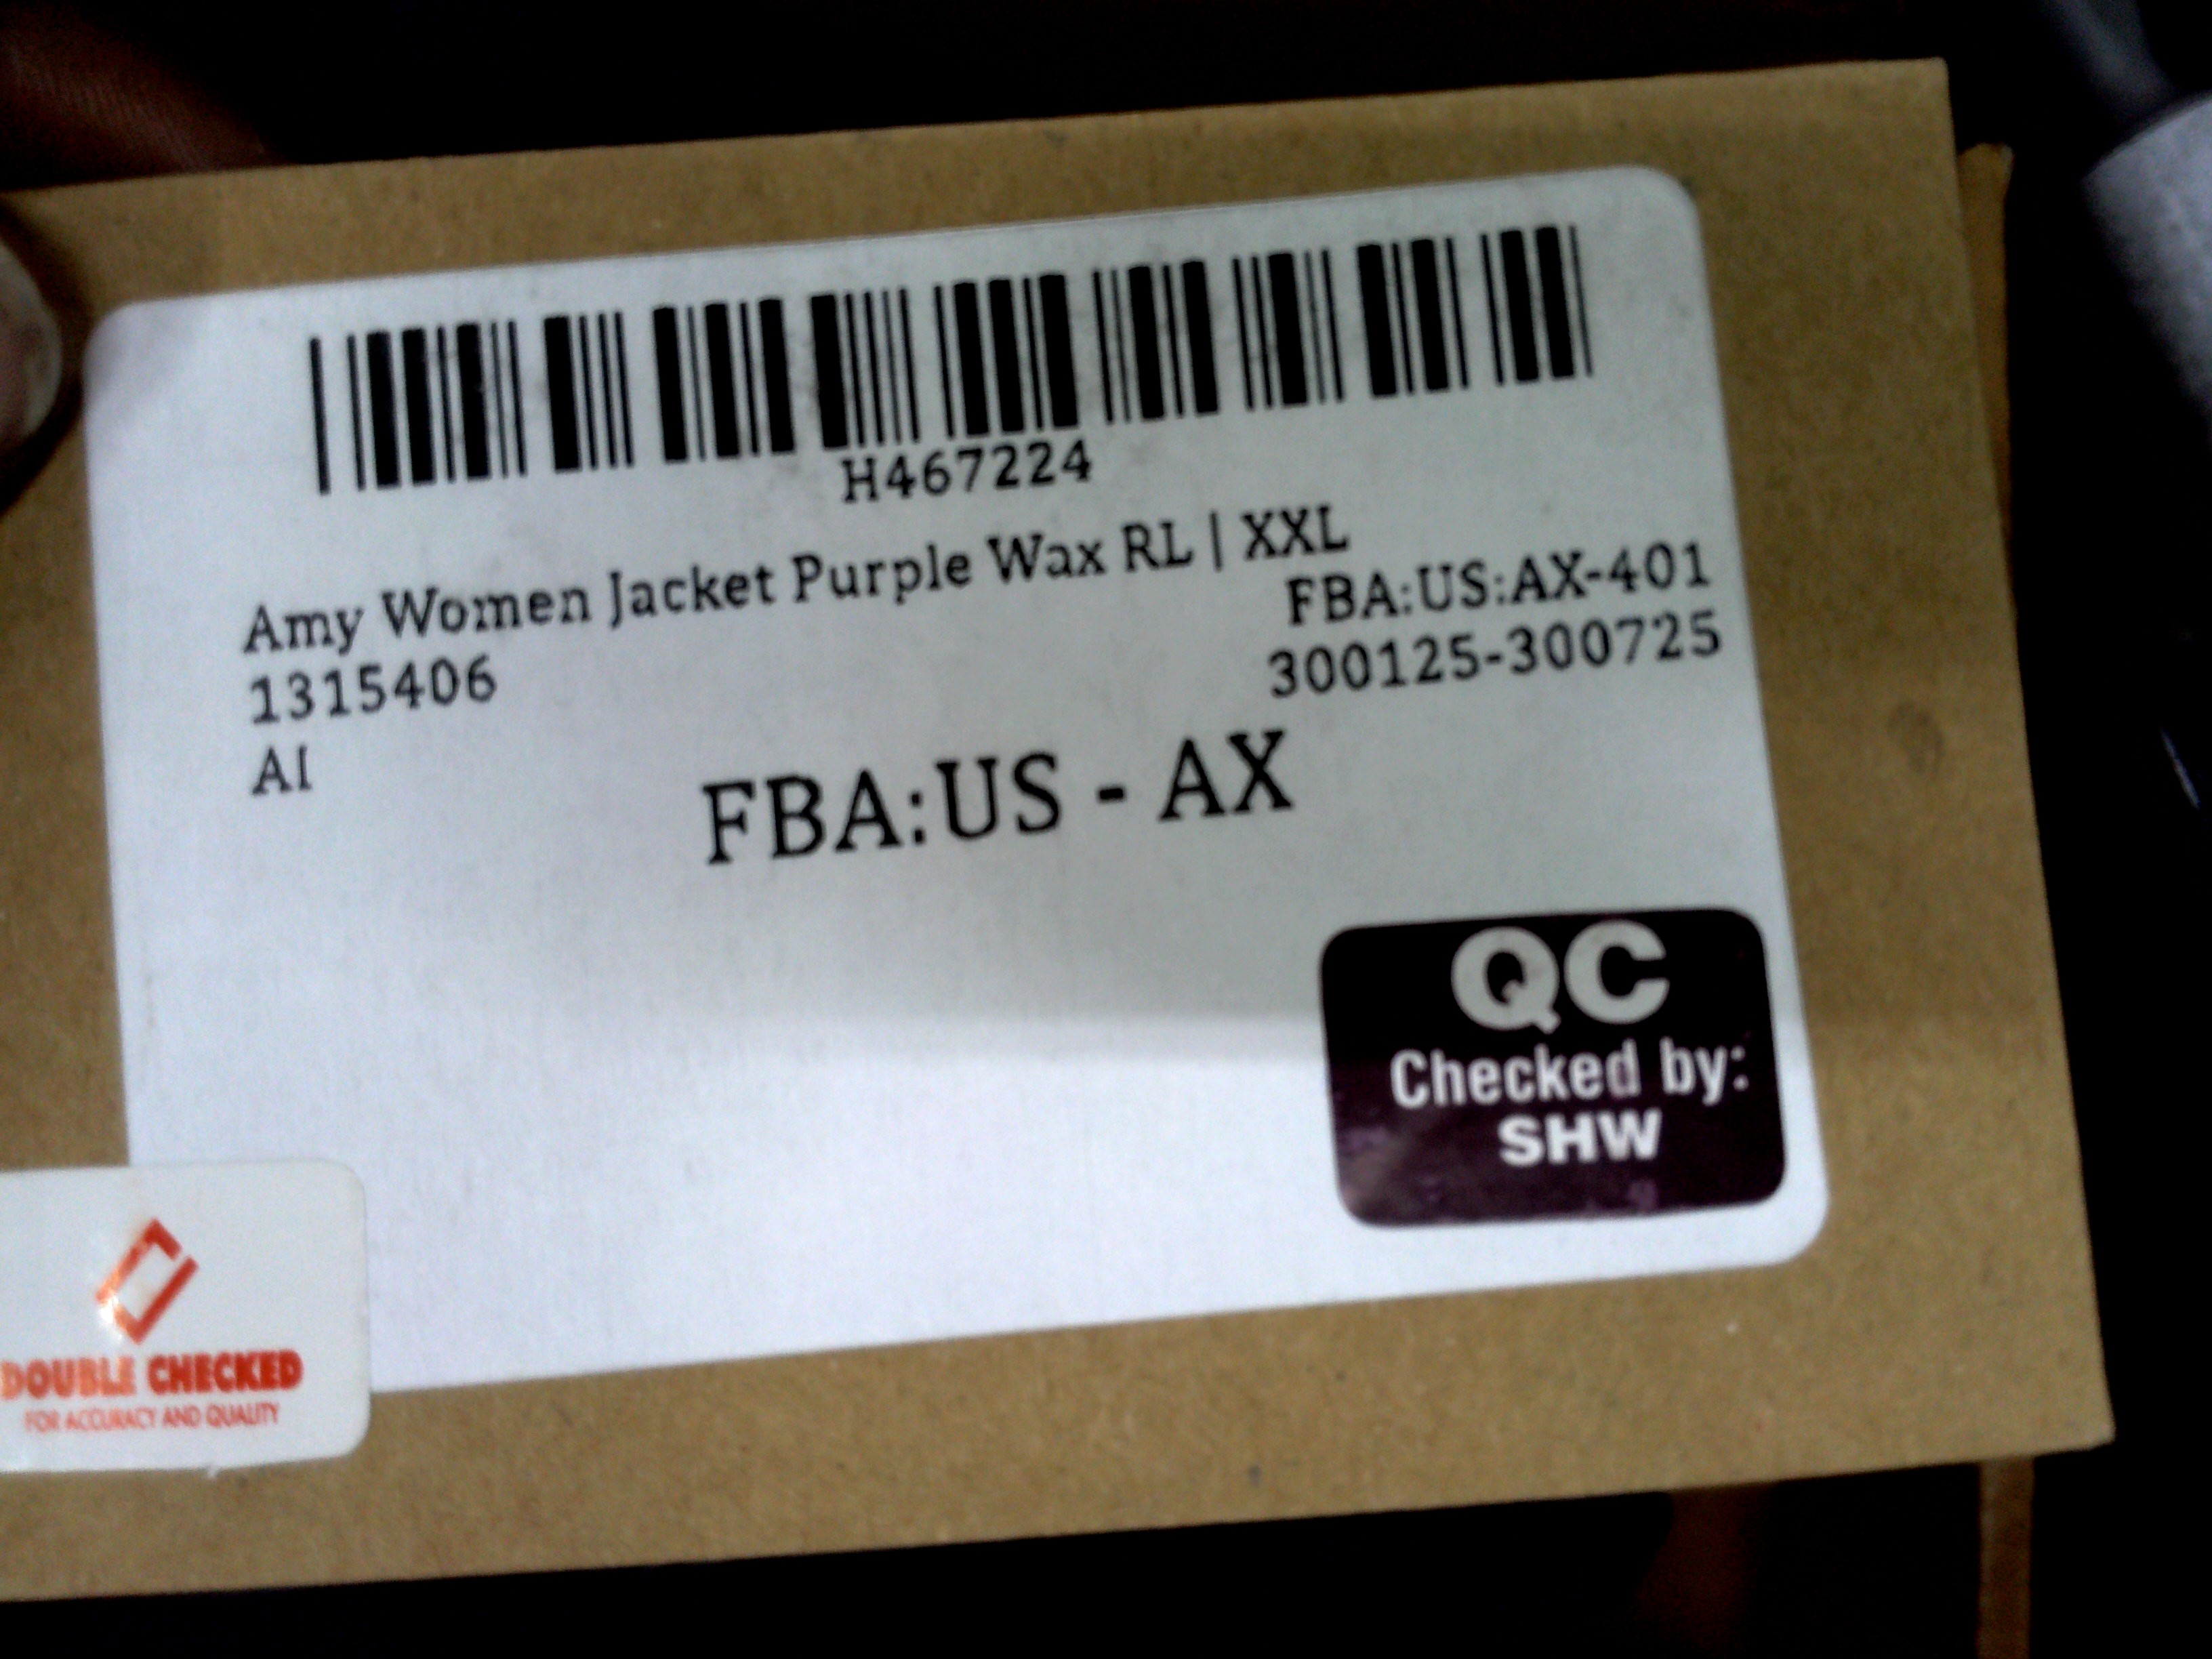 H467224
Amy Women Jacket Purple Wax RL | XXL
FBA:US:AX-401
1315406
300125-300725
AI
FBA:US - AX
QC
Checked by:
SHW
DOUBLE CHECKED
FOR ACCURACY AND QUALITY